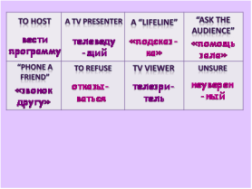 TO HOST
вести
программу
A TV PRESENTER
телеведу
-щий
A "LIFELINE"
«подсказ-
ка»
"ASK THE
AUDIENCE"
«помощь
зала»
"PHONE A
FRIEND"
«звонок
другу»
TO REFUSE
отказы-
ваться
TV VIEWER
телезри-
тель
UNSURE
неуверен
-ный